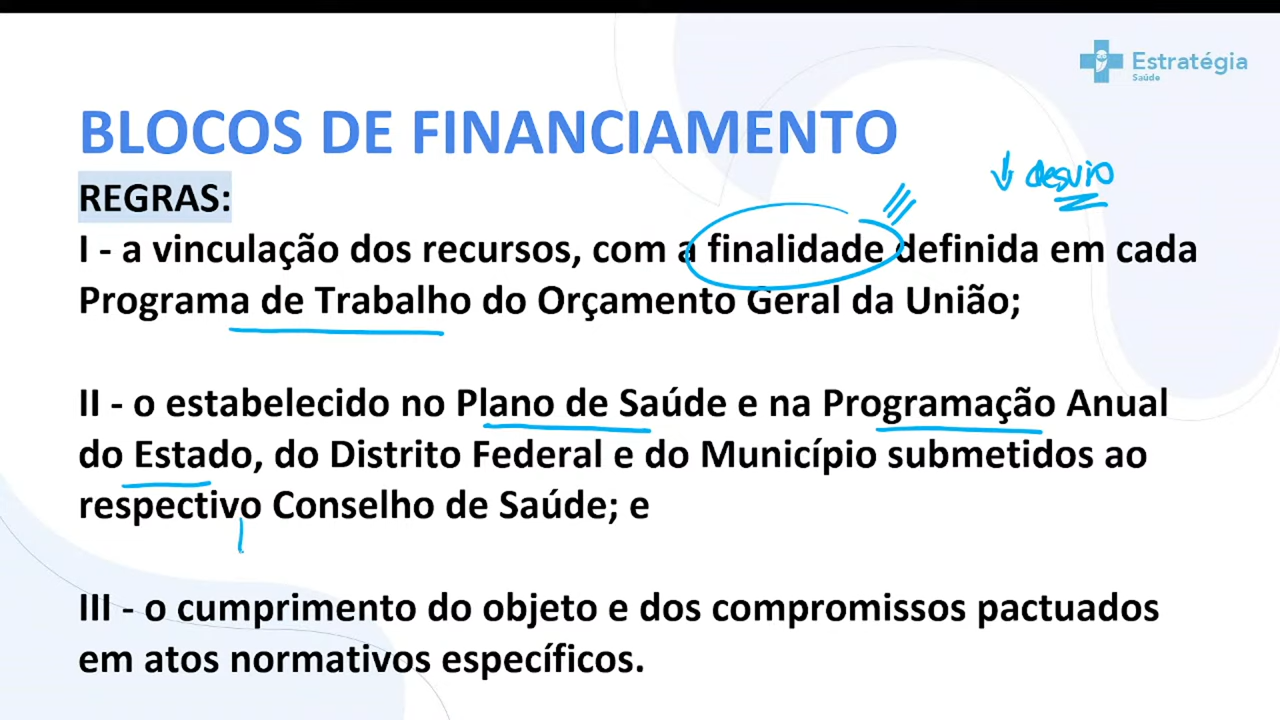 Estratégia
Saúde
BLOCOS DE FINANCIAMENTO
↓ desvio
REGRAS:
I - a vinculação dos recursos, com a finalidade definida em cada
Programa de Trabalho do Orçamento Geral da União;
II - o estabelecido no Plano de Saúde e na Programação Anual
do Estado, do Distrito Federal e do Município submetidos ao
respectivo Conselho de Saúde; e
III - o cumprimento do objeto e dos compromissos pactuados
em atos normativos específicos.